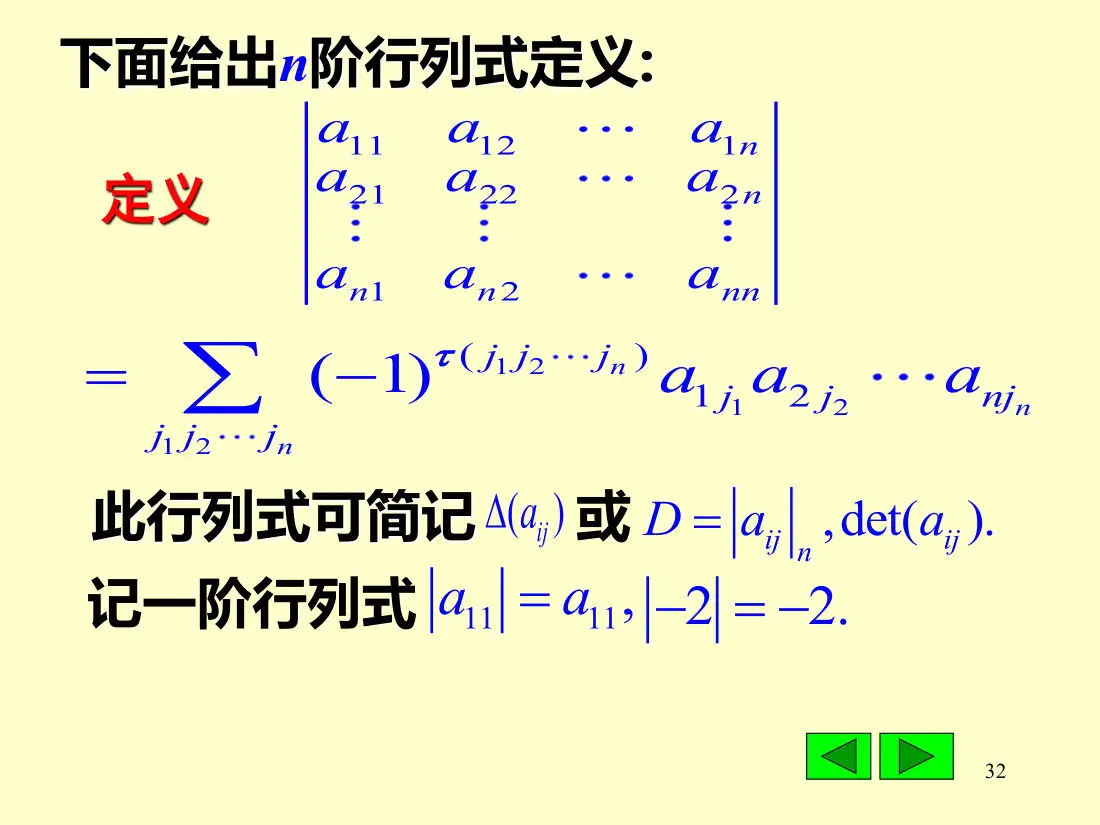 下面给出n阶行列式定义:
a11 a12 ⋯ a1n
定义
a21 a22 ⋯ a2n
⋮ ⋮ ⋮
an1 an2 ⋯ ann
= ∑ (−1)^τ(j1j2⋯jn) a1j1 a2j2 ⋯ anjn
j1j2⋯jn
此行列式可简记 Δ(aij) 或 D = |aij|n , det(aij).
记一阶行列式 |a11| = a11, |−2| = −2.
32